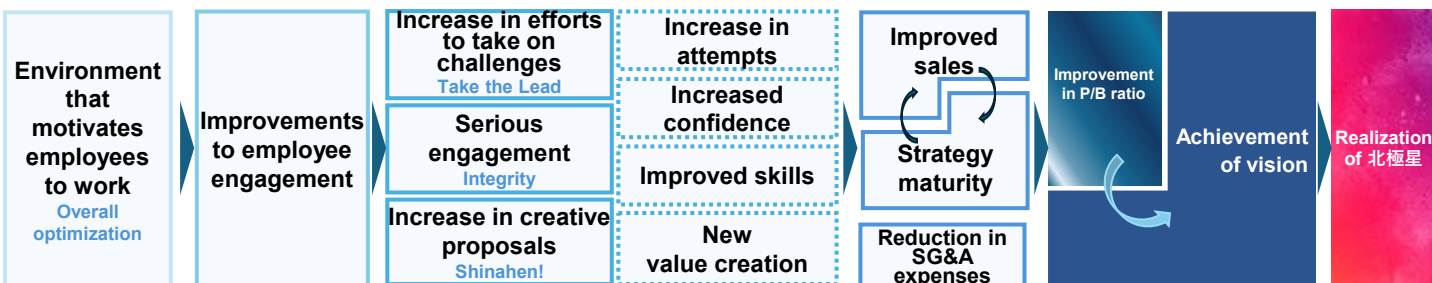 Environment
that
motivates
employees
to work
Overall
optimization
Improvements
to employee
engagement
Increase in efforts
to take on
challenges
Take the Lead
Serious
engagement
Integrity
Increase in creative
proposals
Shinahen!
Increase in
attempts
Increased
confidence
Improved skills
New
value creation
Improved
sales
Strategy
maturity
Reduction in
SG&A
expenses
Improvement
in P/B ratio
Achievement
of vision
Realization
of 北極星